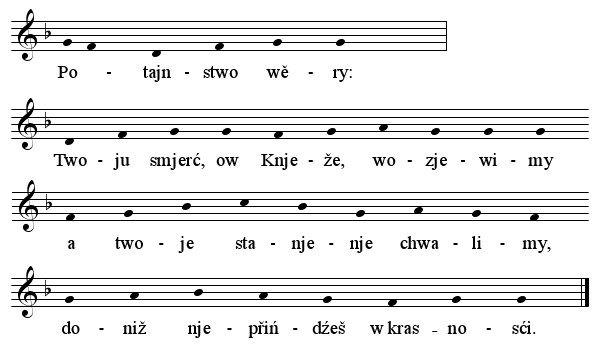 Po - tajn - stwo wě - ry:
Two - ju smjerć, ow Knje - že, wo - zje - wi - my
a two - je sta - nje - nje chwa - li - my,
do - niž nje - přiń - dźeš w kras - no - sći.